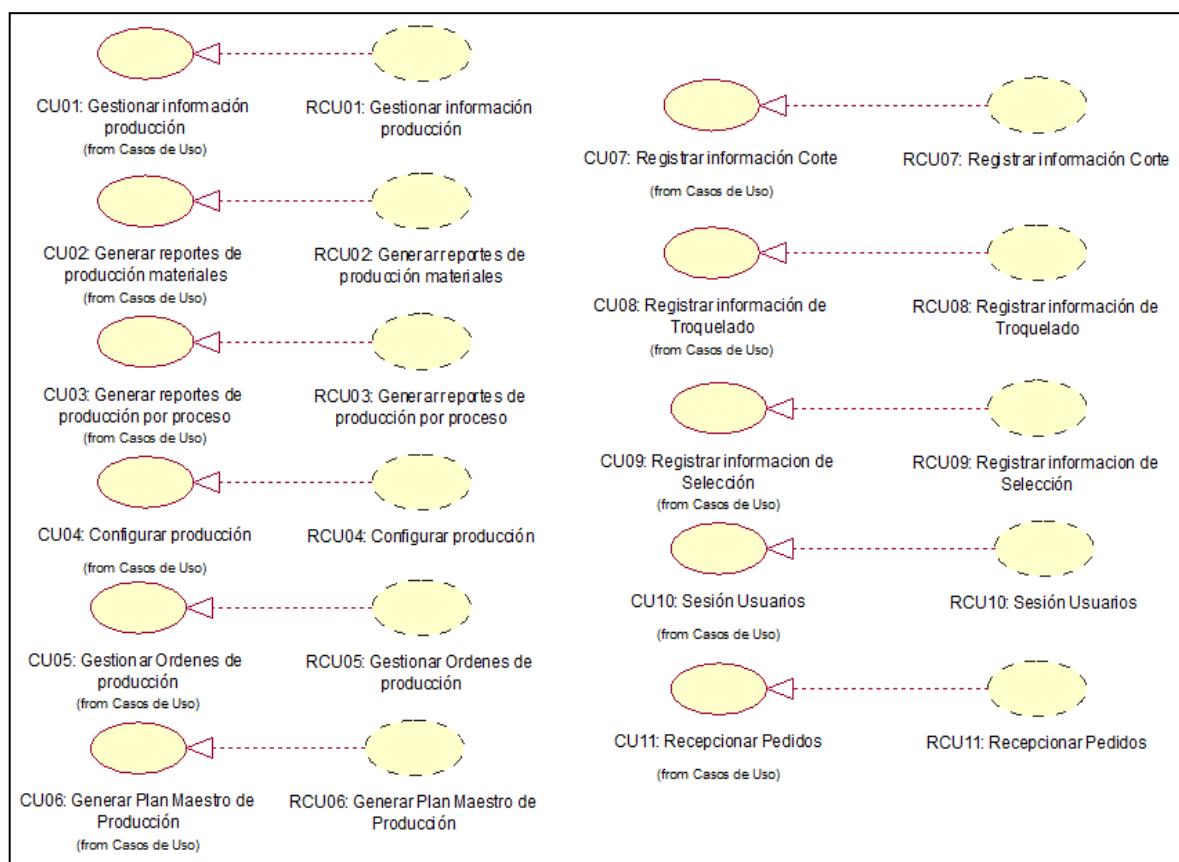 CU01: Gestionar información
producción
(from Casos de Uso)
RCU01: Gestionar información
producción
CU02: Generar reportes de
producción materiales
(from Casos de Uso)
RCU02: Generar reportes de
producción materiales
CU03: Generar reportes de
producción por proceso
(from Casos de Uso)
RCU03: Generar reportes de
producción por proceso
CU04: Configurar producción
(from Casos de Uso)
RCU04: Configurar producción
CU05: Gestionar Ordenes de
producción
(from Casos de Uso)
RCU05: Gestionar Ordenes de
producción
CU06: Generar Plan Maestro de
Producción
(from Casos de Uso)
RCU06: Generar Plan Maestro de
Producción
CU07: Registrar información Corte
(from Casos de Uso)
RCU07: Registrar información Corte
CU08: Registrar información de
Troquelado
(from Casos de Uso)
RCU08: Registrar información de
Troquelado
CU09: Registrar informacion de
Selección
(from Casos de Uso)
RCU09: Registrar informacion de
Selección
CU10: Sesión Usuarios
(from Casos de Uso)
RCU10: Sesión Usuarios
CU11: Recepcionar Pedidos
(from Casos de Uso)
RCU11: Recepcionar Pedidos